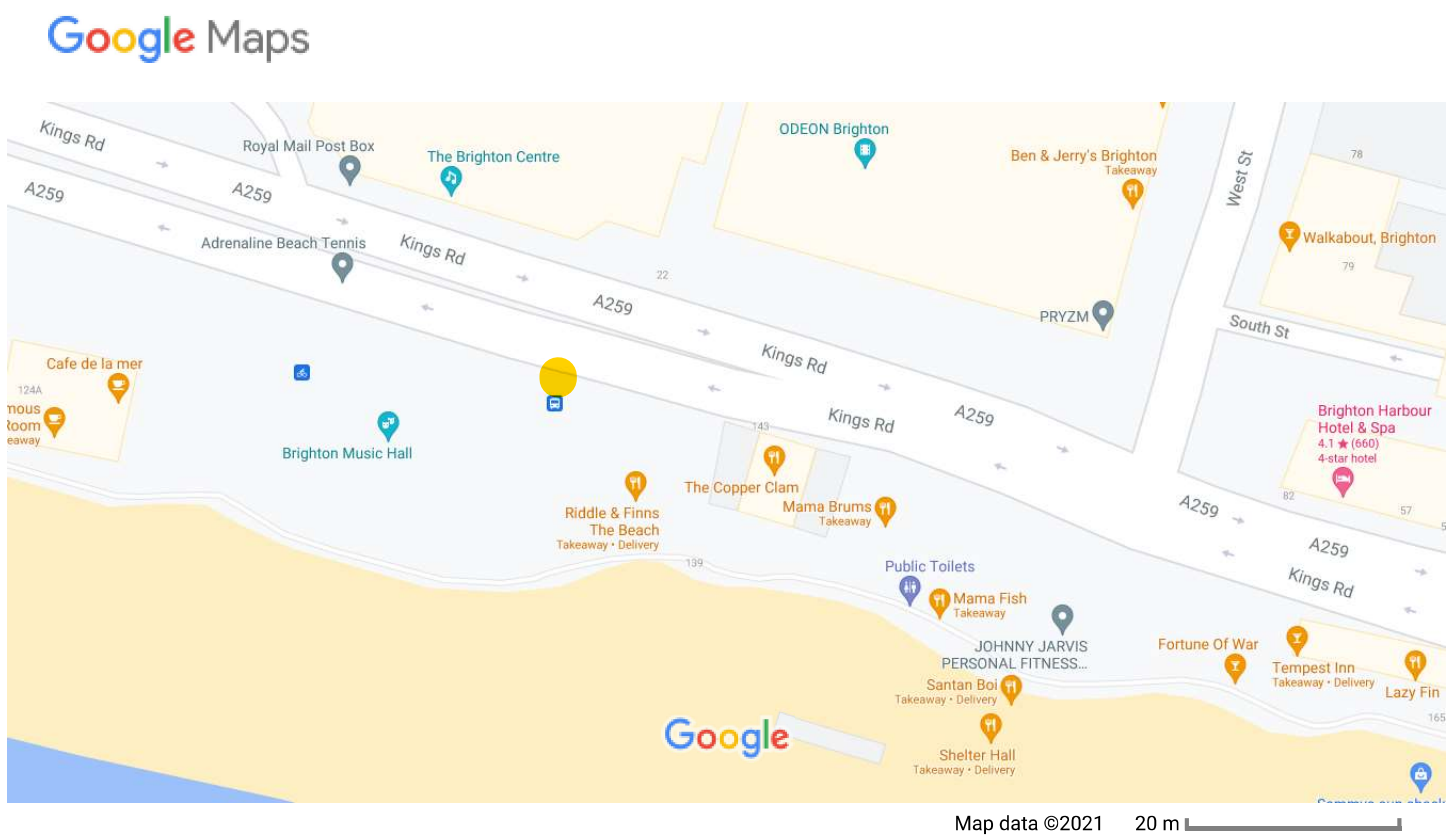 Google Maps
Kings Rd
A259
Royal Mail Post Box
The Brighton Centre
ODEON Brighton
Ben & Jerry's Brighton
Takeaway
West St
78
A259
Adrenaline Beach Tennis
Kings Rd
Walkabout, Brighton
79
22
A259
PRYZM
South St
Kings Rd
Cafe de la mer
124A
mous
Room
eaway
Brighton Music Hall
Kings Rd
A259
143
The Copper Clam
Brighton Harbour
Hotel & Spa
4.1 ★ (660)
4-star hotel
82
57
5
Riddle & Finns
The Beach
Takeaway • Delivery
Mama Brums
Takeaway
A259
A259
Kings Rd
139
Public Toilets
Mama Fish
Takeaway
JOHNNY JARVIS
PERSONAL FITNESS...
Fortune Of War
Tempest Inn
Takeaway • Delivery
Lazy Fin
165
Santan Boi
Takeaway • Delivery
Google
Shelter Hall
Takeaway • Delivery
Map data ©2021 20 m